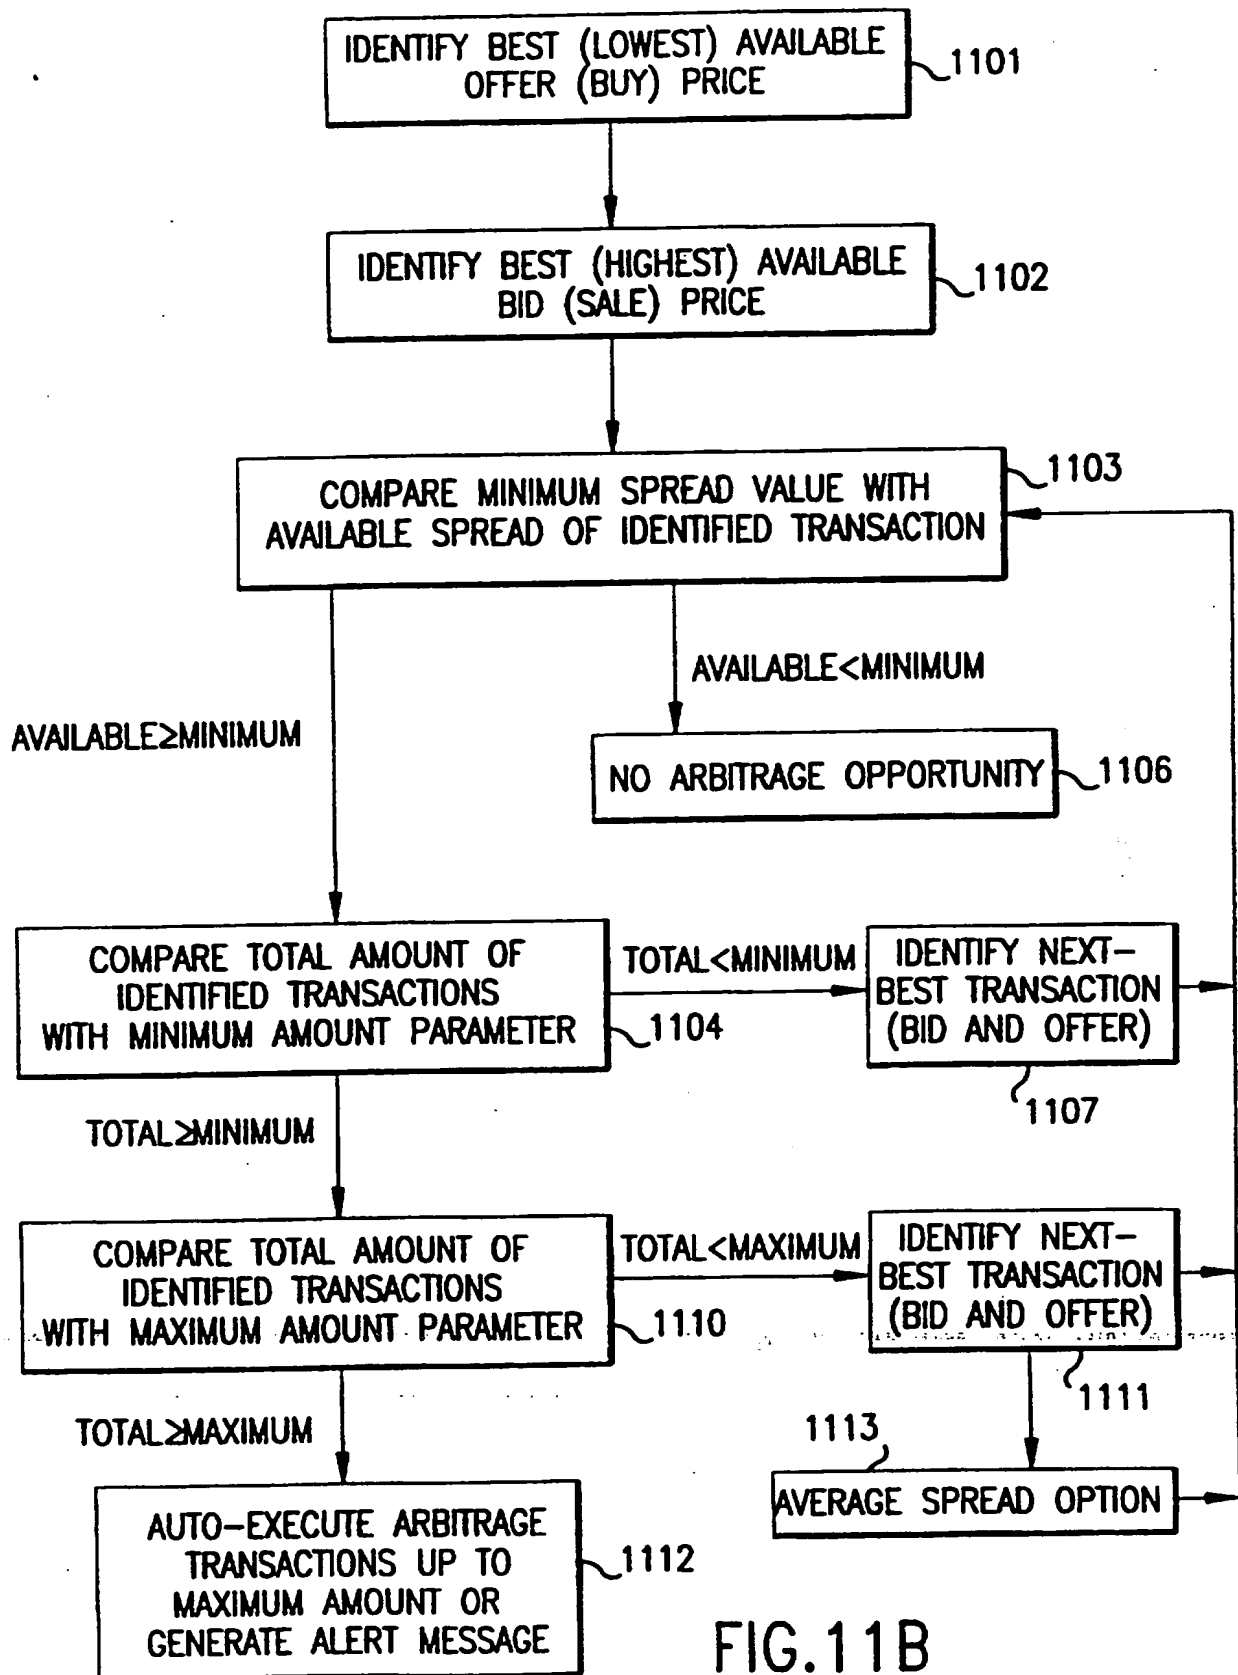 IDENTIFY BEST (LOWEST) AVAILABLE
OFFER (BUY) PRICE
1101
IDENTIFY BEST (HIGHEST) AVAILABLE
BID (SALE) PRICE
1102
COMPARE MINIMUM SPREAD VALUE WITH
AVAILABLE SPREAD OF IDENTIFIED TRANSACTION
1103
AVAILABLE<MINIMUM
AVAILABLE≥MINIMUM
NO ARBITRAGE OPPORTUNITY
1106
COMPARE TOTAL AMOUNT OF
IDENTIFIED TRANSACTIONS
WITH MINIMUM AMOUNT PARAMETER
1104
TOTAL<MINIMUM
IDENTIFY NEXT–
BEST TRANSACTION
(BID AND OFFER)
1107
TOTAL≥MINIMUM
COMPARE TOTAL AMOUNT OF
IDENTIFIED TRANSACTIONS
WITH MAXIMUM AMOUNT PARAMETER
1110
TOTAL<MAXIMUM
IDENTIFY NEXT–
BEST TRANSACTION
(BID AND OFFER)
1111
TOTAL≥MAXIMUM
1113
AVERAGE SPREAD OPTION
AUTO–EXECUTE ARBITRAGE
TRANSACTIONS UP TO
MAXIMUM AMOUNT OR
GENERATE ALERT MESSAGE
1112
FIG.11B